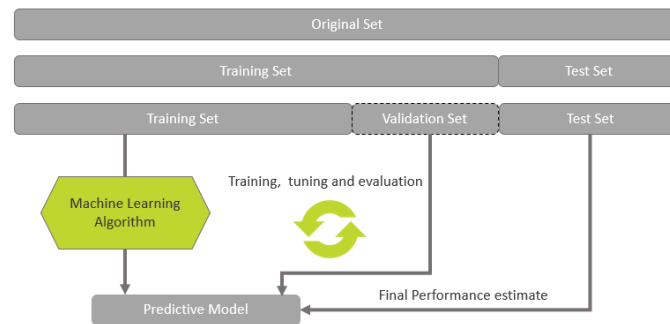 Original Set
Training Set
Test Set
Training Set
Validation Set
Test Set
Training, tuning and evaluation
Machine Learning
Algorithm
Final Performance estimate
Predictive Model